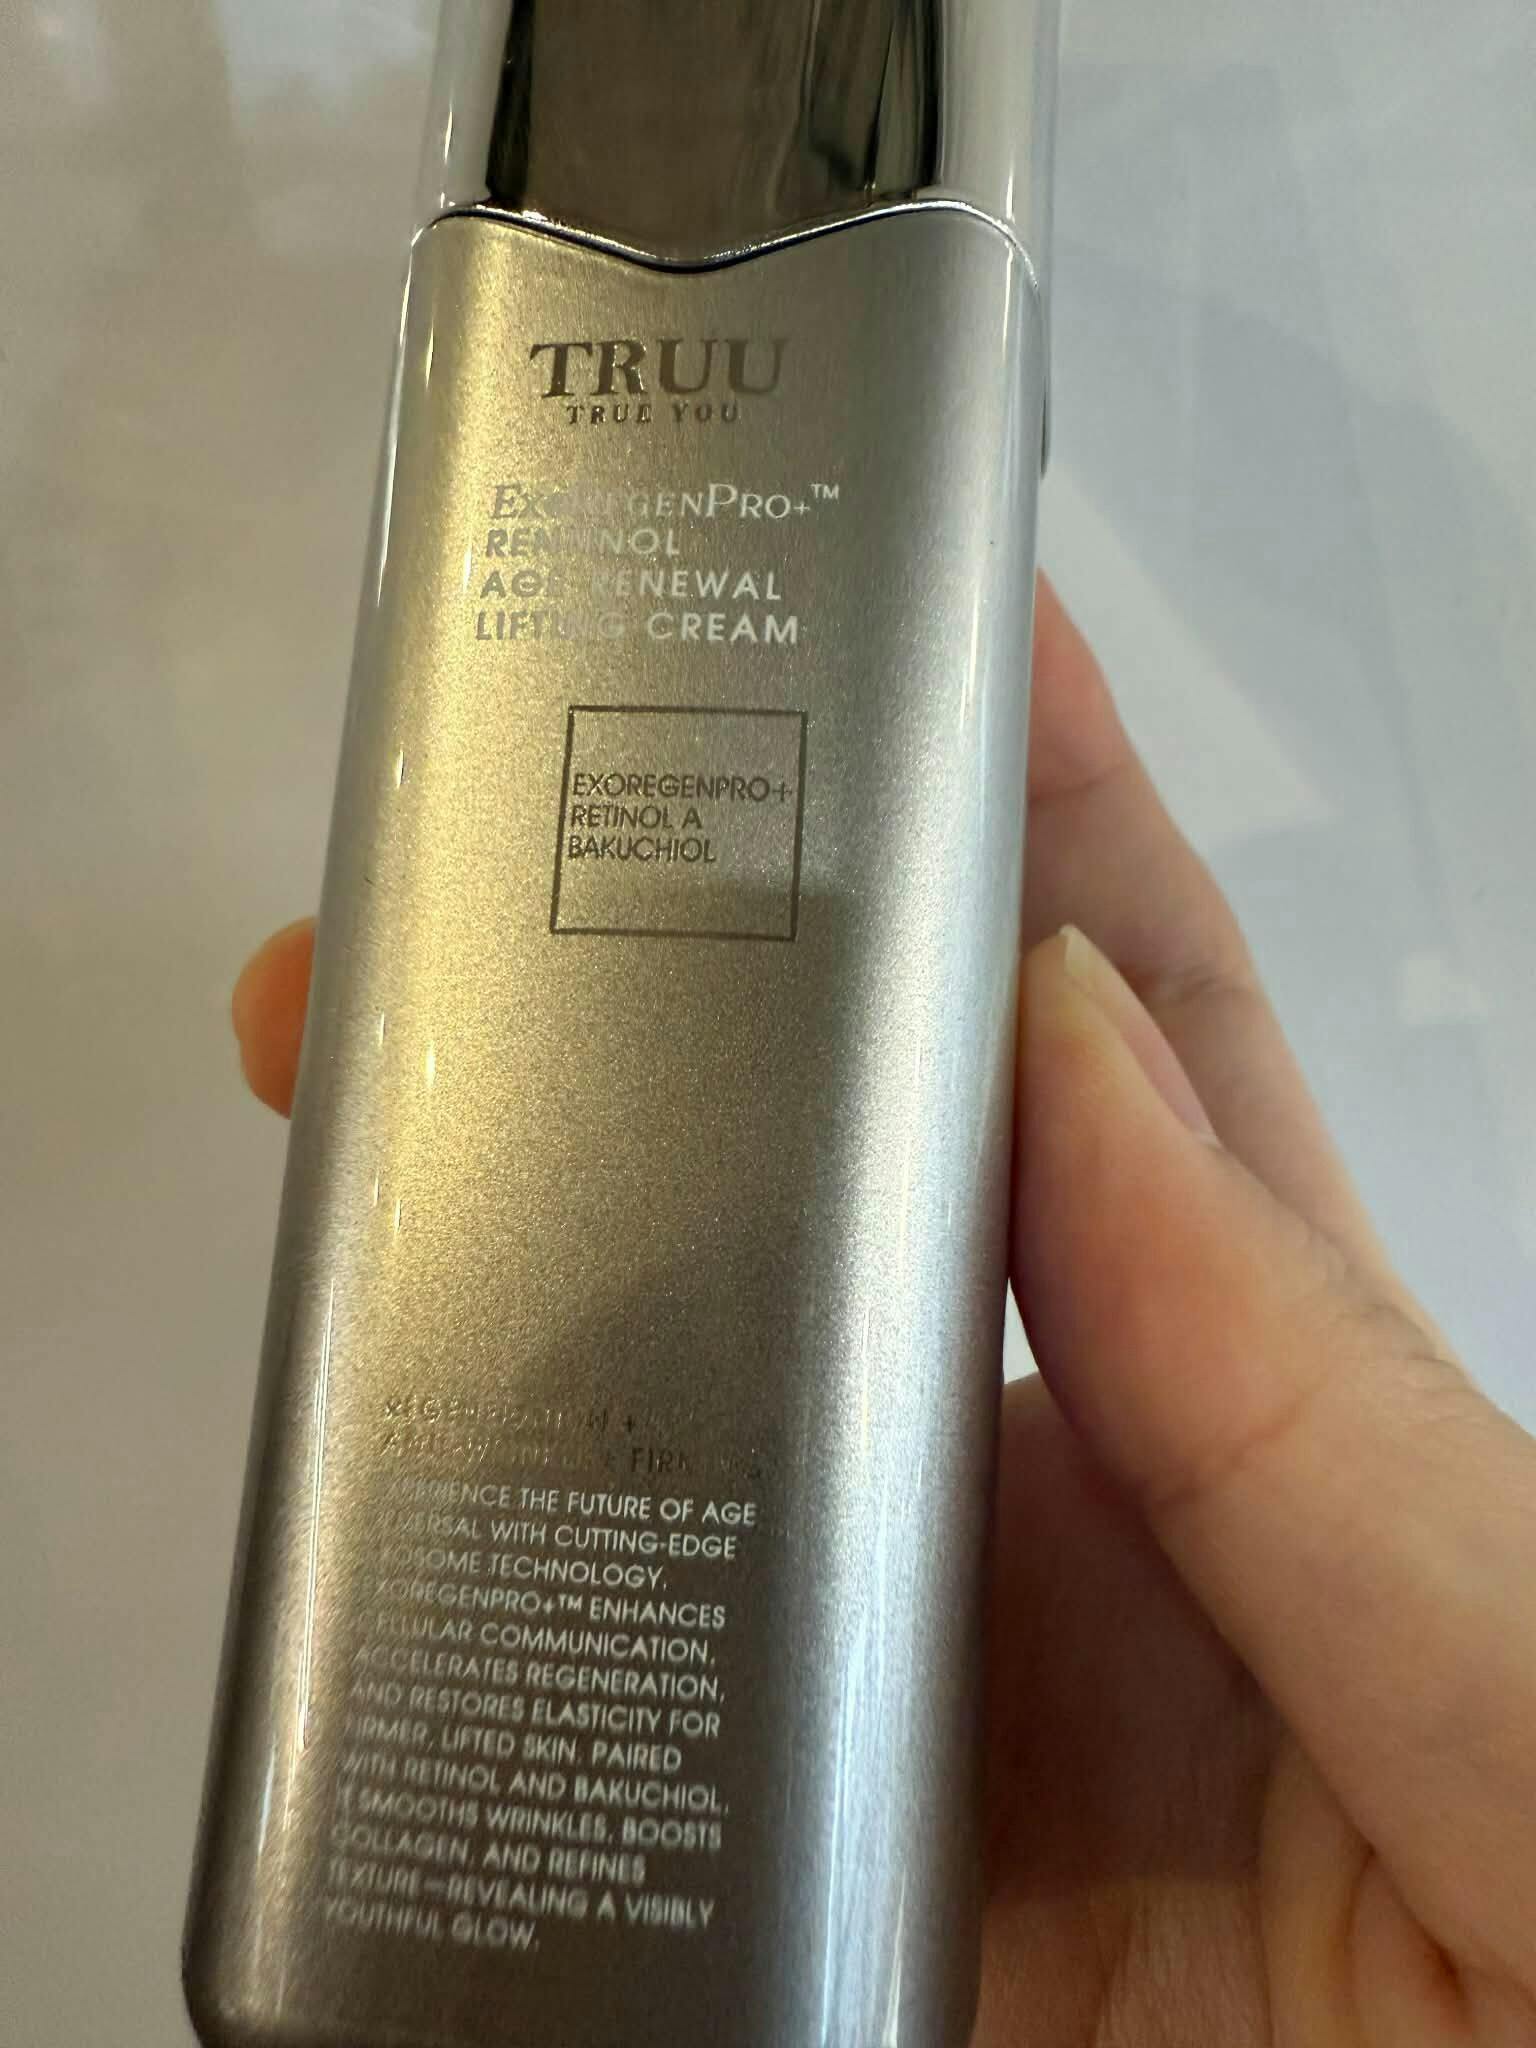 TRUU
TRUE YOU
EXOREGENPRO+™
AGE RENEWAL
LIFTING CREAM
EXOREGENPRO+
RETINOL A
BAKUCHIOL
REGENERATION +
EXPERIENCE THE FUTURE OF AGE
REVERSAL WITH CUTTING-EDGE
EXOSOME TECHNOLOGY.
EXOREGENPRO+™ ENHANCES
CELLULAR COMMUNICATION,
ACCELERATES REGENERATION,
AND RESTORES ELASTICITY FOR
FIRMER, LIFTED SKIN. PAIRED
WITH RETINOL AND BAKUCHIOL,
IT SMOOTHS WRINKLES, BOOSTS
COLLAGEN, AND REFINES
TEXTURE—REVEALING A VISIBLY
YOUTHFUL GLOW.